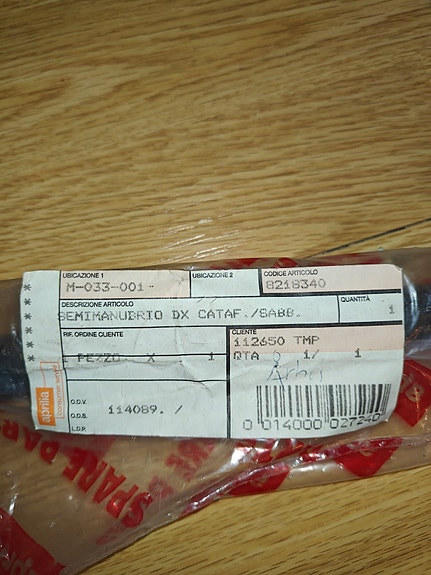 UBICAZIONE 1 UBICAZIONE 2 CODICE ARTICOLO
M-033-001- 8218340
DESCRIZIONE ARTICOLO QUANTITÀ
SEMIMANUBRIO DX CATAF./SABB. 1
RIF. ORDINE CLIENTE CLIENTE
112650 TMP
1 PEZZO X 1 QTA 1/ 1
O.D.V.
O.D.S. 114089. /
L.D.P.
0 014000 027240
aprilia
SPARE PAR